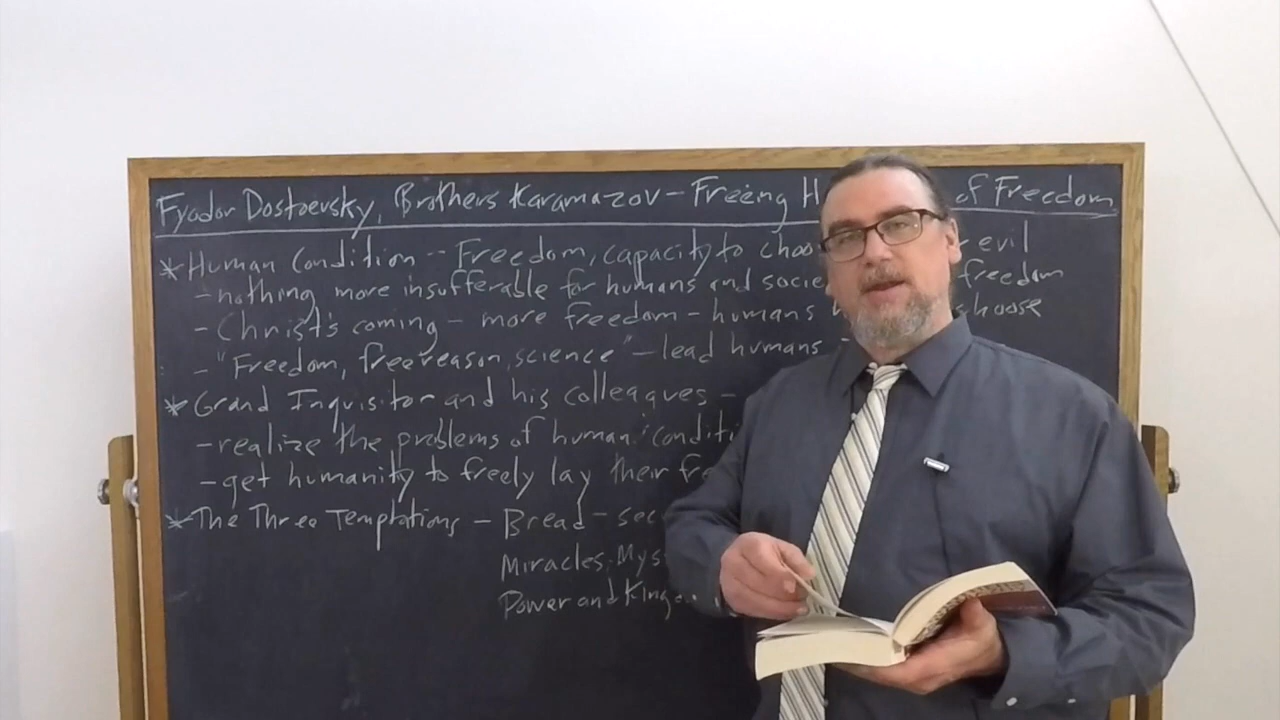 Fyodor Dostoevsky, Brothers Karamazov - Freeing H of Freedom
* Human Condition - Freedom, capacity to choo evil
- nothing more insufferable for humans and socie freedom
- Christ's coming - more freedom - humans choose
- "Freedom, free reason, science" - lead humans -
* Grand Inquisitor and his colleagues -
- realize the problems of human conditi
- get humanity to freely lay their fre
* The Three Temptations - Bread - sec
Miracles, Mys
Power and King